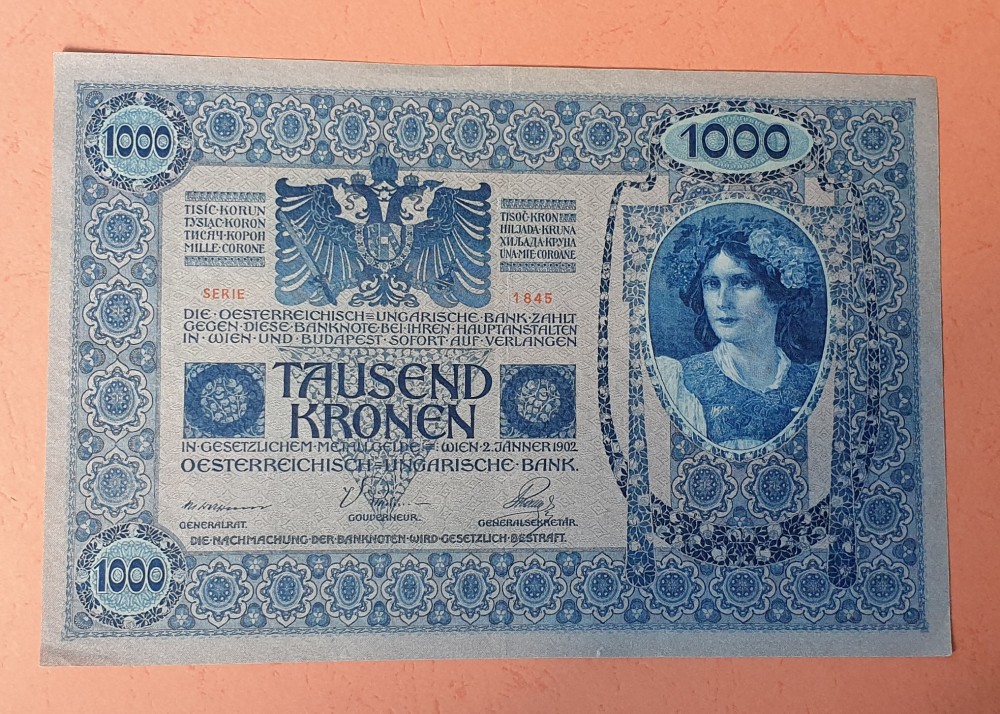 1000
1000
TISÍC·KORUN
TYSIĄC·KORON
ТИСЯЧ·КОРОН
MILLE·CORONE
TISOČ·KRON
HILJADA·KRUNA
ХИЉАДА·КРУНА
UNA·MIE·COROANE
SERIE 1845
DIE·OESTERREICHISCH=UNGARISCHE·BANK·ZAHLT
GEGEN·DIESE·BANKNOTE·BEI·IHREN·HAUPTANSTALTEN
IN·WIEN·UND·BUDAPEST·SOFORT·AUF·VERLANGEN
TAUSEND
KRONEN
IN·GESETZLICHEM·METALLGELDE=WIEN·2.JÄNNER 1902
OESTERREICHISCH=UNGARISCHE·BANK.
GENERALRAT.
GOUVERNEUR.
GENERALSEKRETÄR.
DIE·NACHMACHUNG·DER·BANKNOTEN·WIRD·GESETZLICH·BESTRAFT.
1000